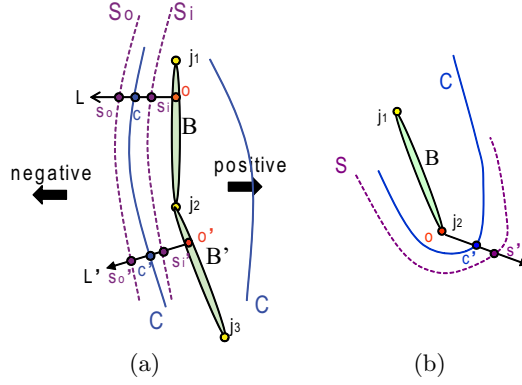 So Si
j1
C
L
so c si o
B
negative
positive
j2
o'
L' so' c' si' B'
C
C
j3
(a)
C
j1
B
S
j2
o
c' s'
(b)